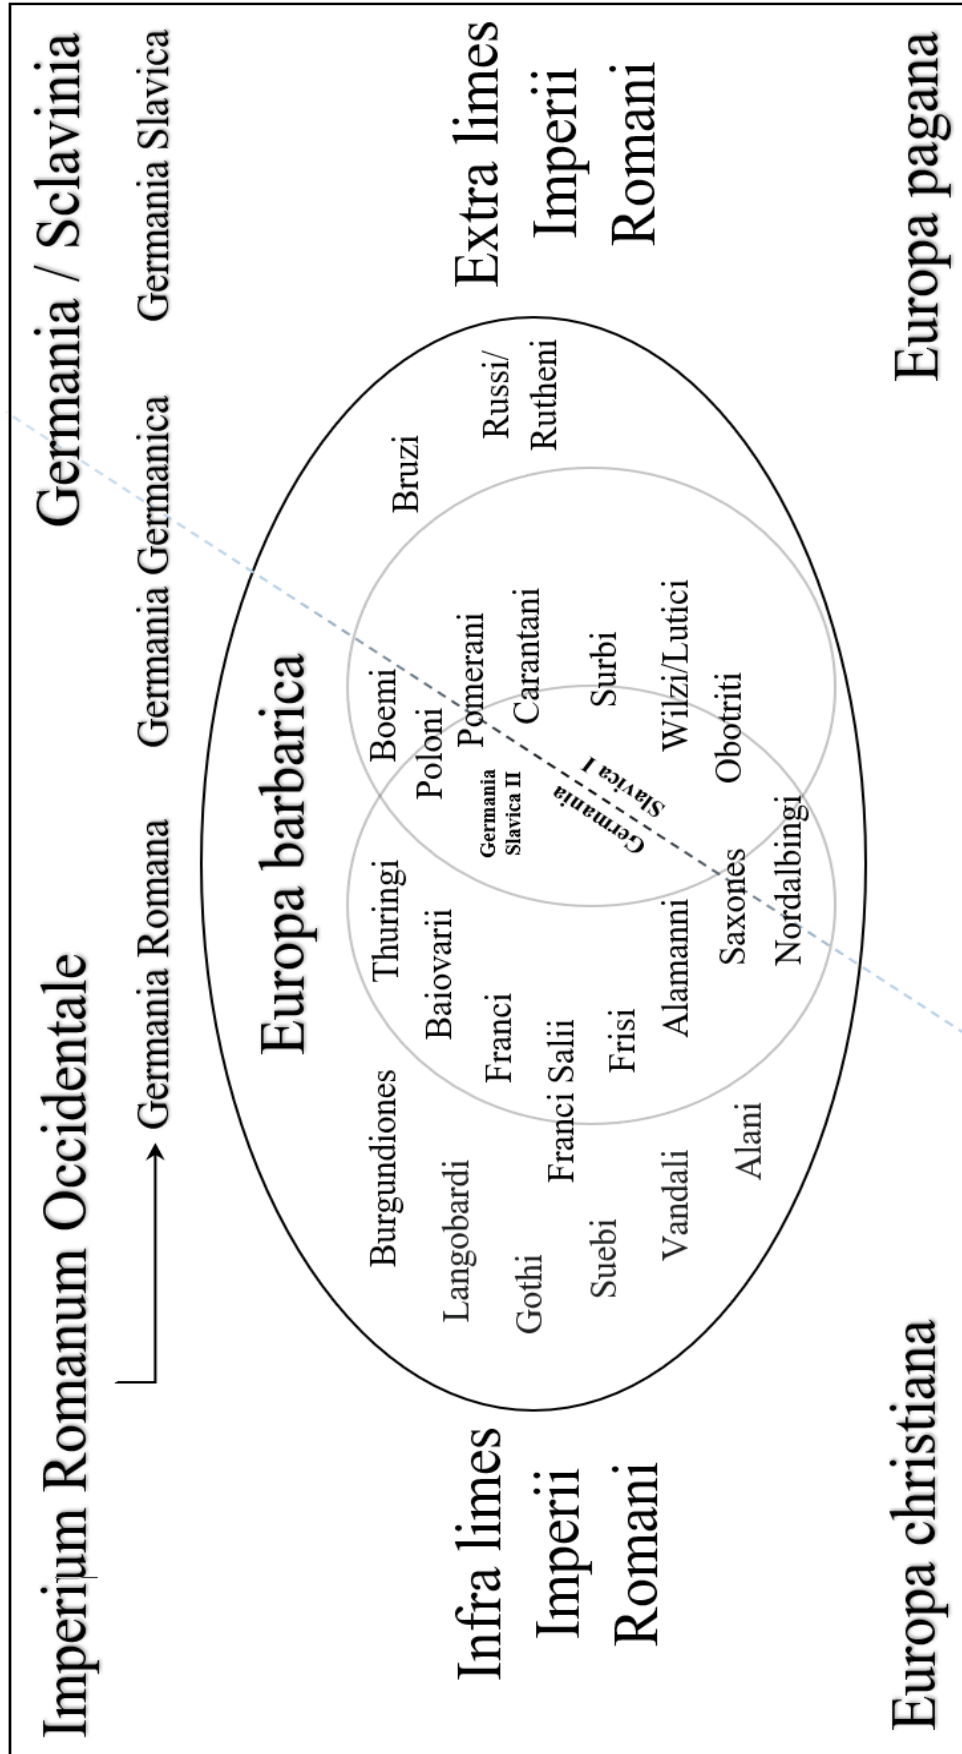 Imperium Romanum Occidentale
Germania / Sclavinia
Germania Romana
Germania Germanica
Germania Slavica
Europa barbarica
Infra limes
Imperii
Romani
Extra limes
Imperii
Romani
Burgundiones
Thuringi
Boemi
Bruzi
Langobardi
Baiovarii
Poloni
Gothi
Franci
Germania
Slavica II
Pomerani
Russi/
Rutheni
Franci Salii
Carantani
Suebi
Frisi
Germania
Slavica I
Surbi
Vandali
Alamanni
Wilzi/Lutici
Alani
Saxones
Obotriti
Nordalbingi
Europa christiana
Europa pagana